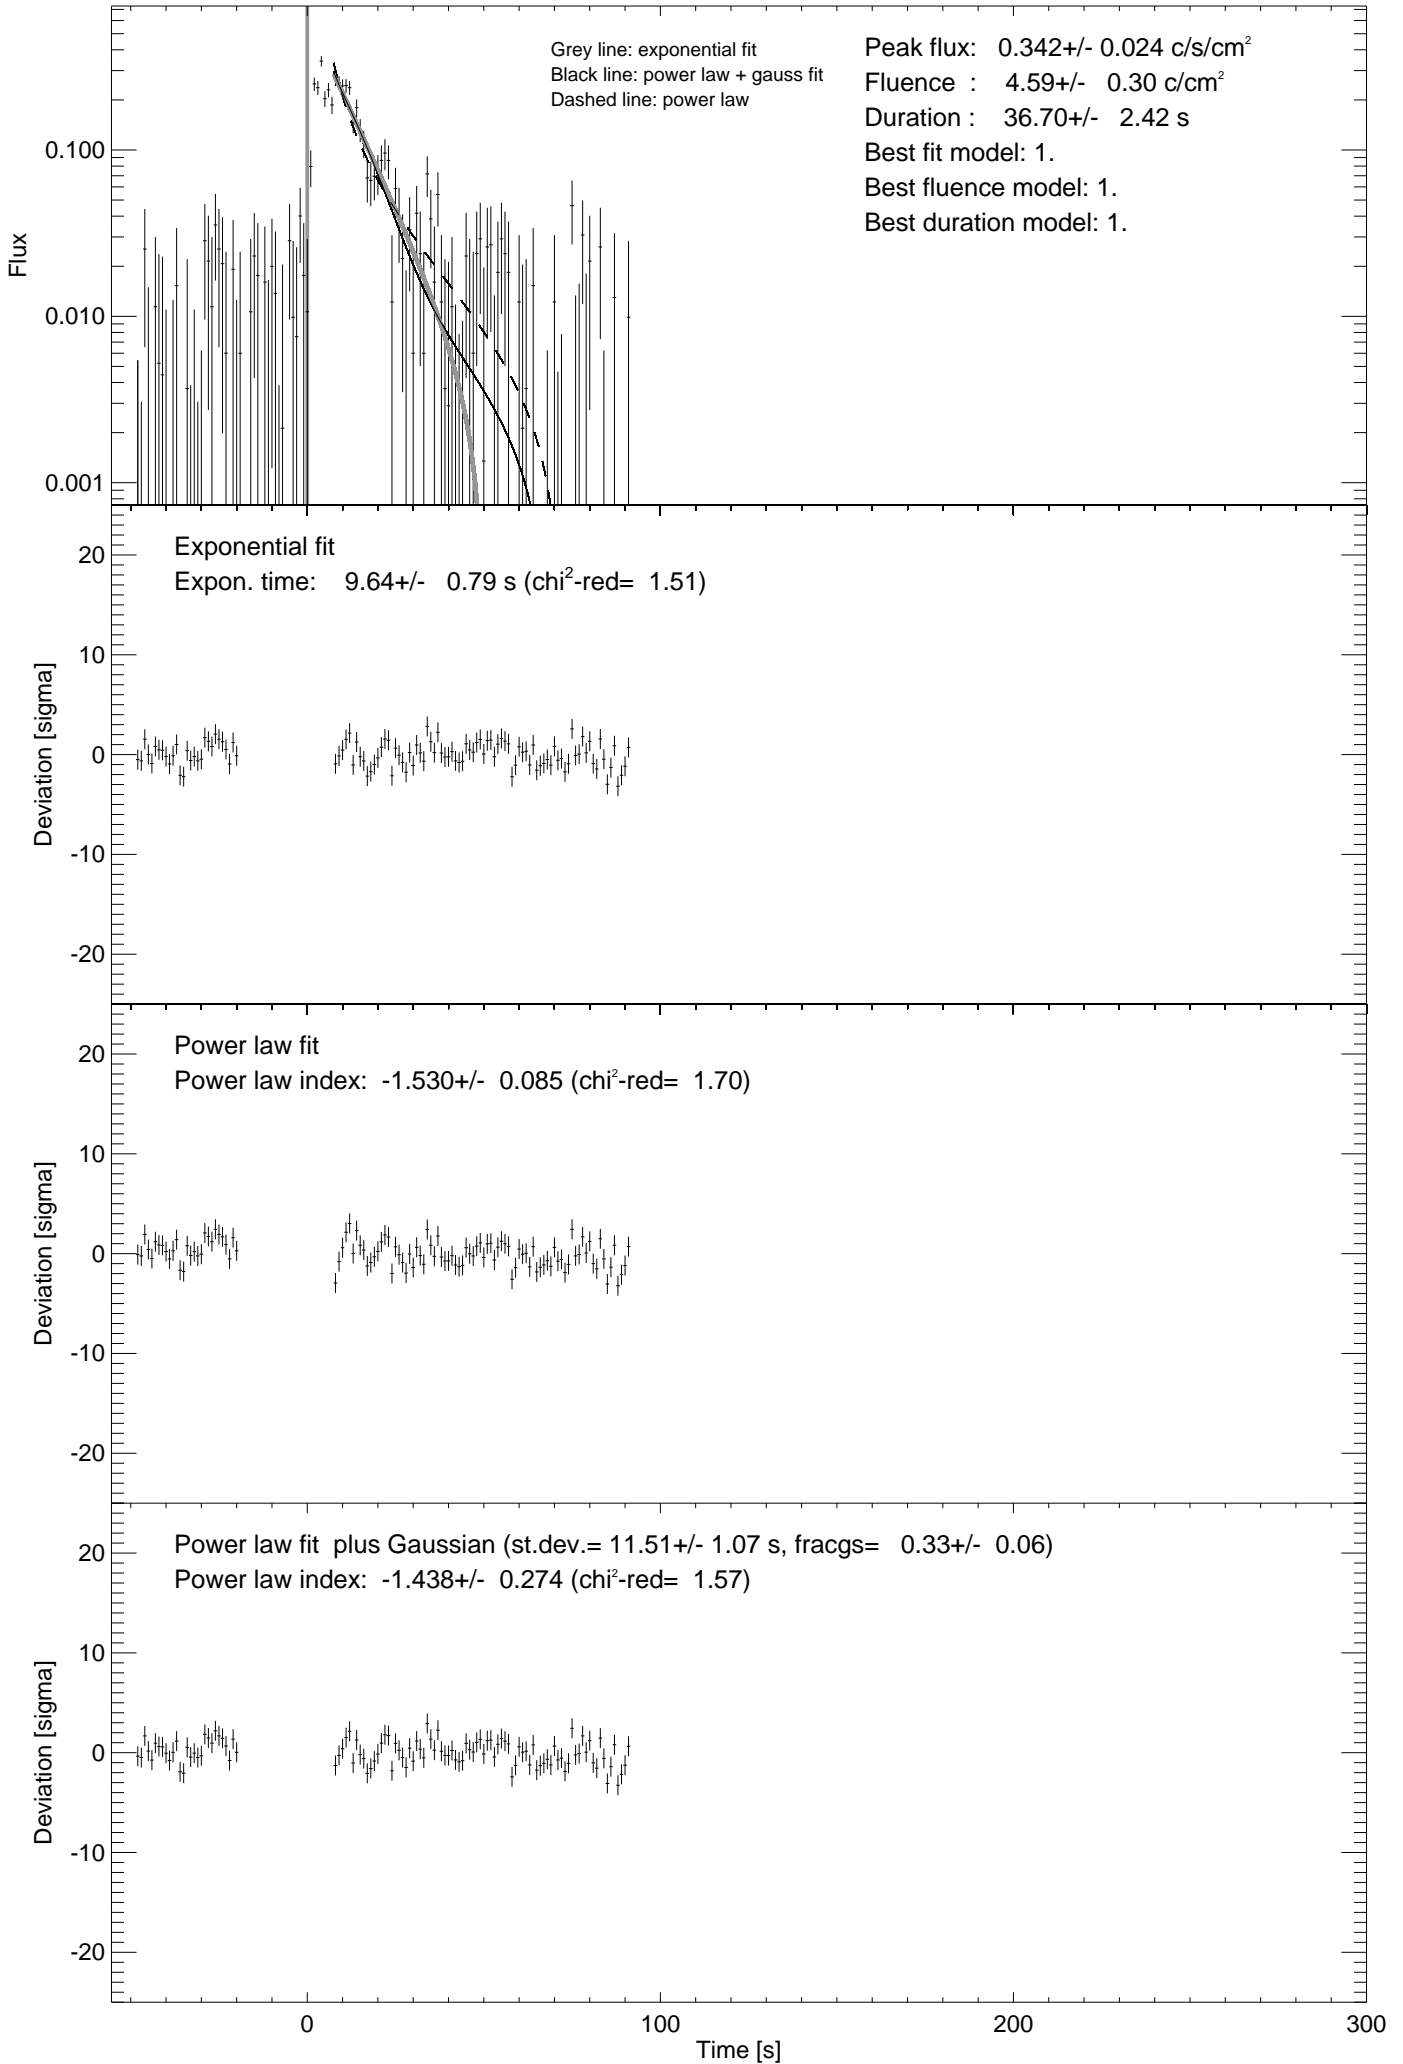 Grey line: exponential fit
Black line: power law + gauss fit
Dashed line: power law
Peak flux: 0.342+/- 0.024 c/s/cm²
Fluence : 4.59+/- 0.30 c/cm²
Duration : 36.70+/- 2.42 s
Best fit model: 1.
Best fluence model: 1.
Best duration model: 1.
0.100
0.010
0.001
Flux
Exponential fit
Expon. time: 9.64+/- 0.79 s (chi²-red= 1.51)
20
10
0
-10
-20
Deviation [sigma]
Power law fit
Power law index: -1.530+/- 0.085 (chi²-red= 1.70)
20
10
0
-10
-20
Deviation [sigma]
Power law fit plus Gaussian (st.dev.= 11.51+/- 1.07 s, fracgs= 0.33+/- 0.06)
Power law index: -1.438+/- 0.274 (chi²-red= 1.57)
20
10
0
-10
-20
Deviation [sigma]
0 100 200 300
Time [s]